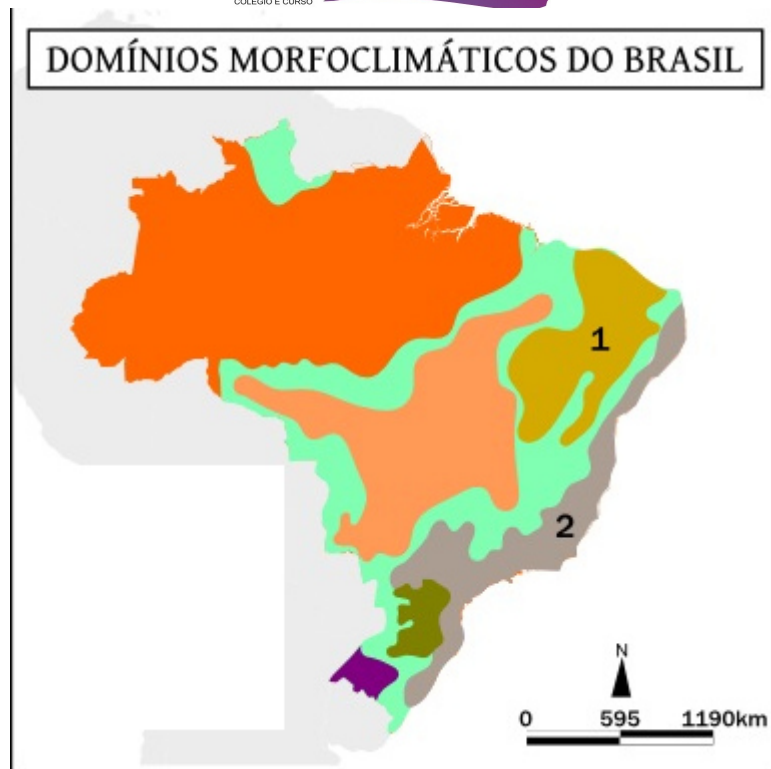 COLÉGIO E CURSO
DOMÍNIOS MORFOCLIMÁTICOS DO BRASIL
1
2
N
0 595 1190km